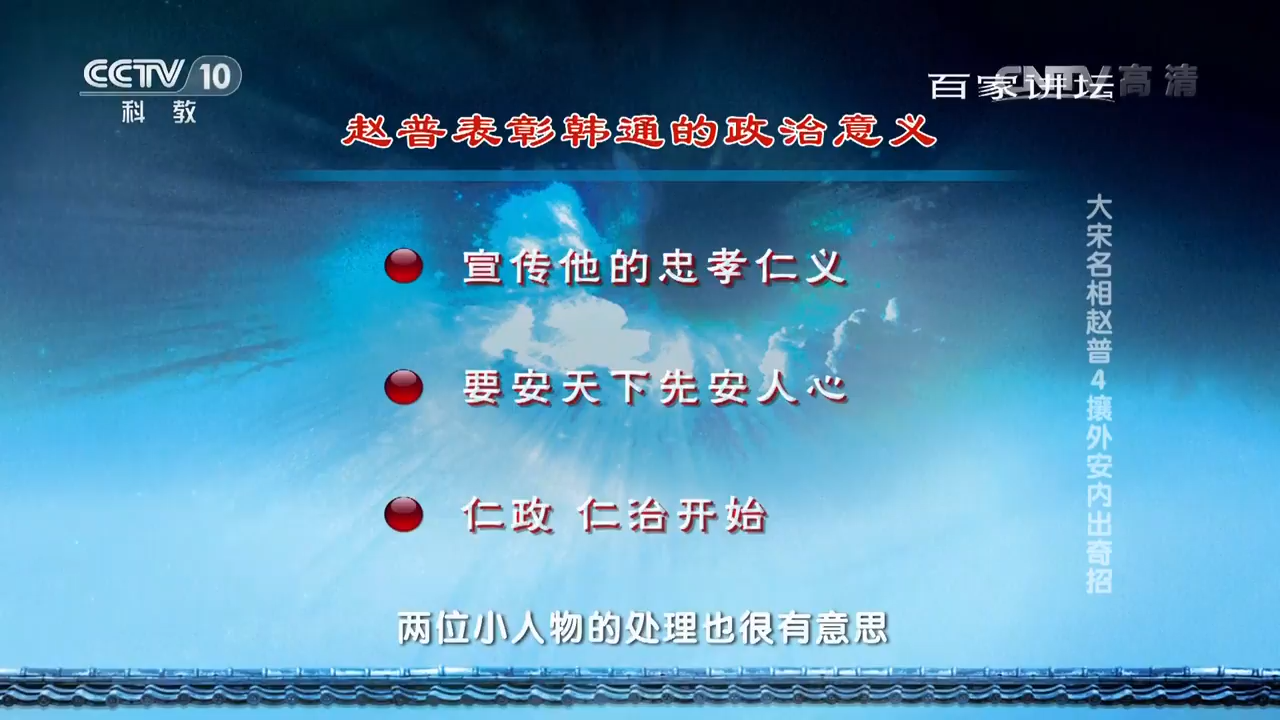 CCTV 10
科教
百家讲坛
CNTV高清
赵普表彰韩通的政治意义
宣传他的忠孝仁义
要安天下先安人心
仁政 仁治开始
大宋名相赵普4攘外安内出奇招
两位小人物的处理也很有意思